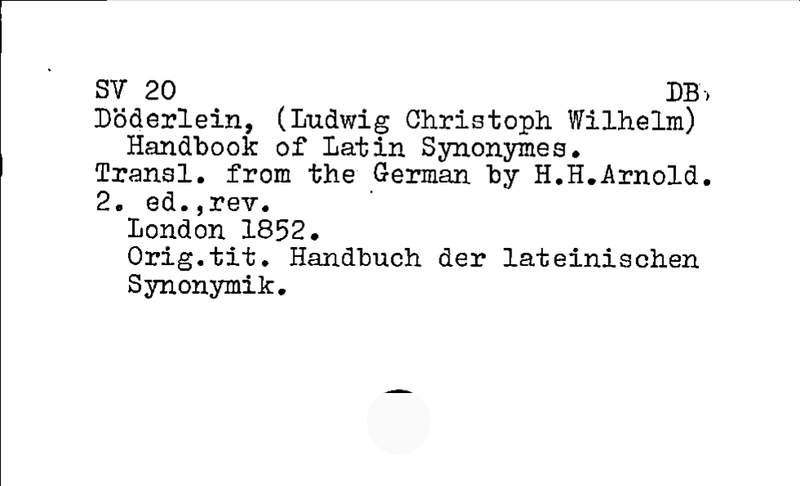 SV 20 DB
Döderlein, (Ludwig Christoph Wilhelm)
Handbook of Latin Synonymes.
Transl. from the German by H.H.Arnold.
2. ed.,rev.
London 1852.
Orig.tit. Handbuch der lateinischen
Synonymik.